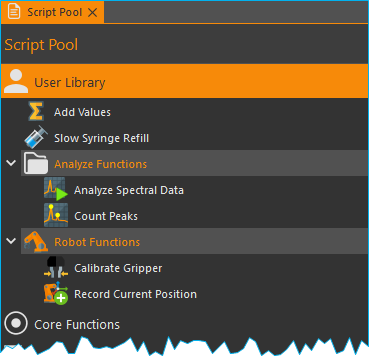 Script Pool
Script Pool
User Library
Add Values
Slow Syringe Refill
Analyze Functions
Analyze Spectral Data
Count Peaks
Robot Functions
Calibrate Gripper
Record Current Position
Core Functions